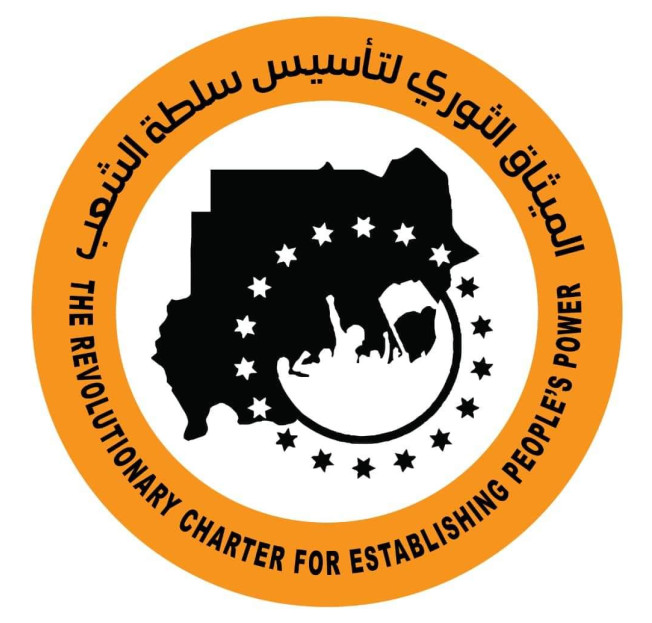 الميثاق الثوري لتأسيس سلطة الشعب
THE REVOLUTIONARY CHARTER FOR ESTABLISHING PEOPLE'S POWER